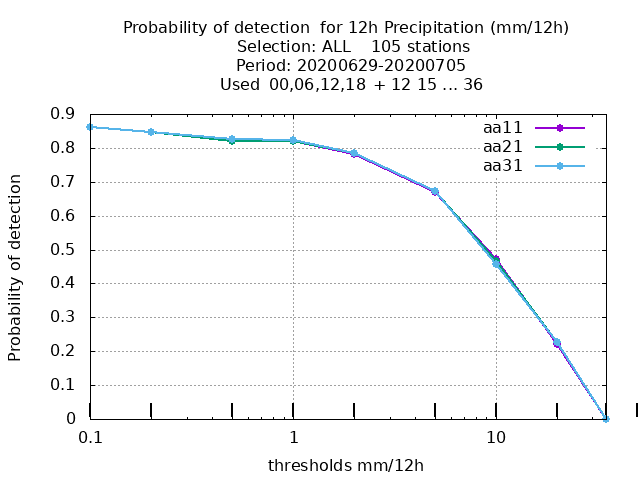 Probability of detection  for 12h Precipitation (mm/12h)
Selection: ALL    105 stations
Period: 20200629-20200705
Used  00,06,12,18  + 12 15 ... 36
aa11
aa21
aa31
0.9
0.8
0.7
0.6
0.5
0.4
0.3
0.2
0.1
0
Probability of detection
0.1 1 10
thresholds mm/12h